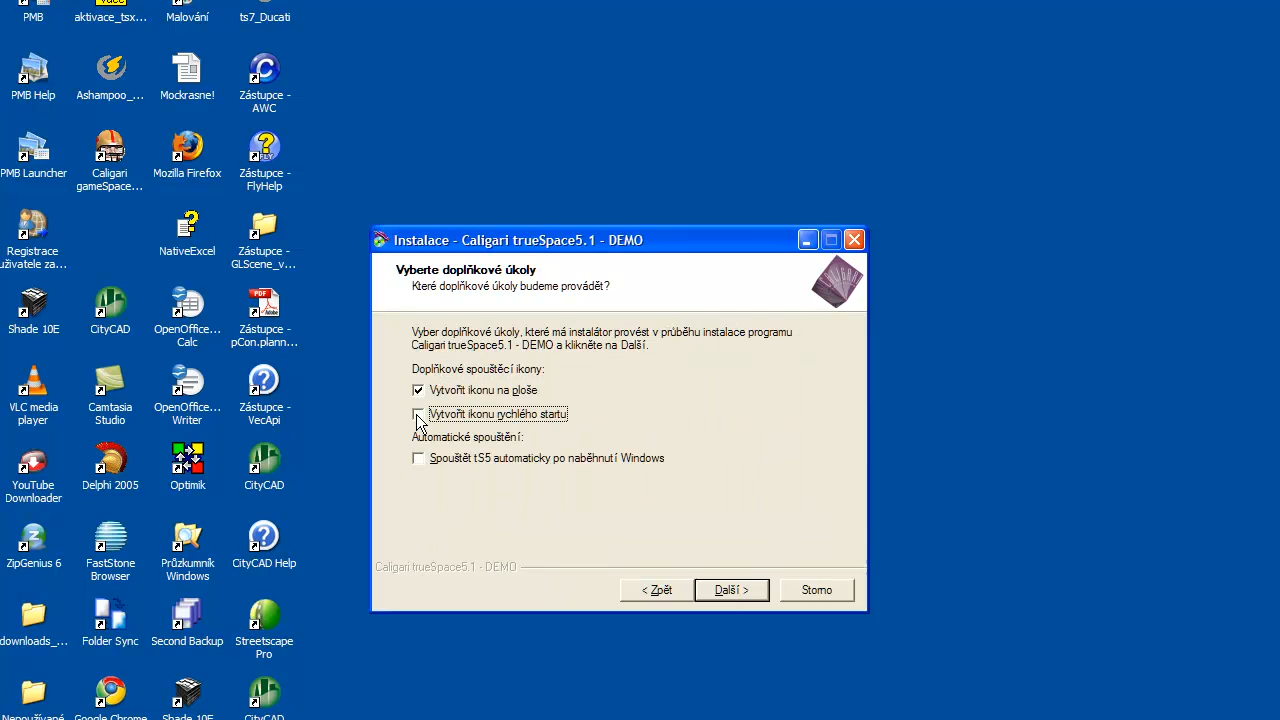 PMB
aktivace_tsx...
Malování
ts7_Ducati
PMB Help
Ashampoo_...
Mockrasne!
Zástupce -
AWC
PMB Launcher
Caligari
gameSpace...
Mozilla Firefox
Zástupce -
FlyHelp
Registrace
uživatele za...
NativeExcel
Zástupce -
GLScene_v...
Shade 10E
CityCAD
OpenOffice...
Calc
Zástupce -
pCon.plann...
VLC media
player
Camtasia
Studio
OpenOffice...
Writer
Zástupce -
VecApi
YouTube
Downloader
Delphi 2005
Optimik
CityCAD
ZipGenius 6
FastStone
Browser
Průzkumník
Windows
CityCAD Help
downloads_...
Folder Sync
Second Backup
Streetscape
Pro
Nepoužívané
Google Chrome
Shade 10E
CityCAD
Instalace - Caligari trueSpace5.1 - DEMO
Vyberte doplňkové úkoly
Které doplňkové úkoly budeme provádět?
Vyber doplňkové úkoly, které má instalátor provést v průběhu instalace programu
Caligari trueSpace5.1 - DEMO a klikněte na Další.
Doplňkové spouštěcí ikony:
Vytvořit ikonu na ploše
Vytvořit ikonu rychlého startu
Automatické spouštění:
Spouštět tS5 automaticky po naběhnutí Windows
Caligari trueSpace5.1 - DEMO
< Zpět
Další >
Storno